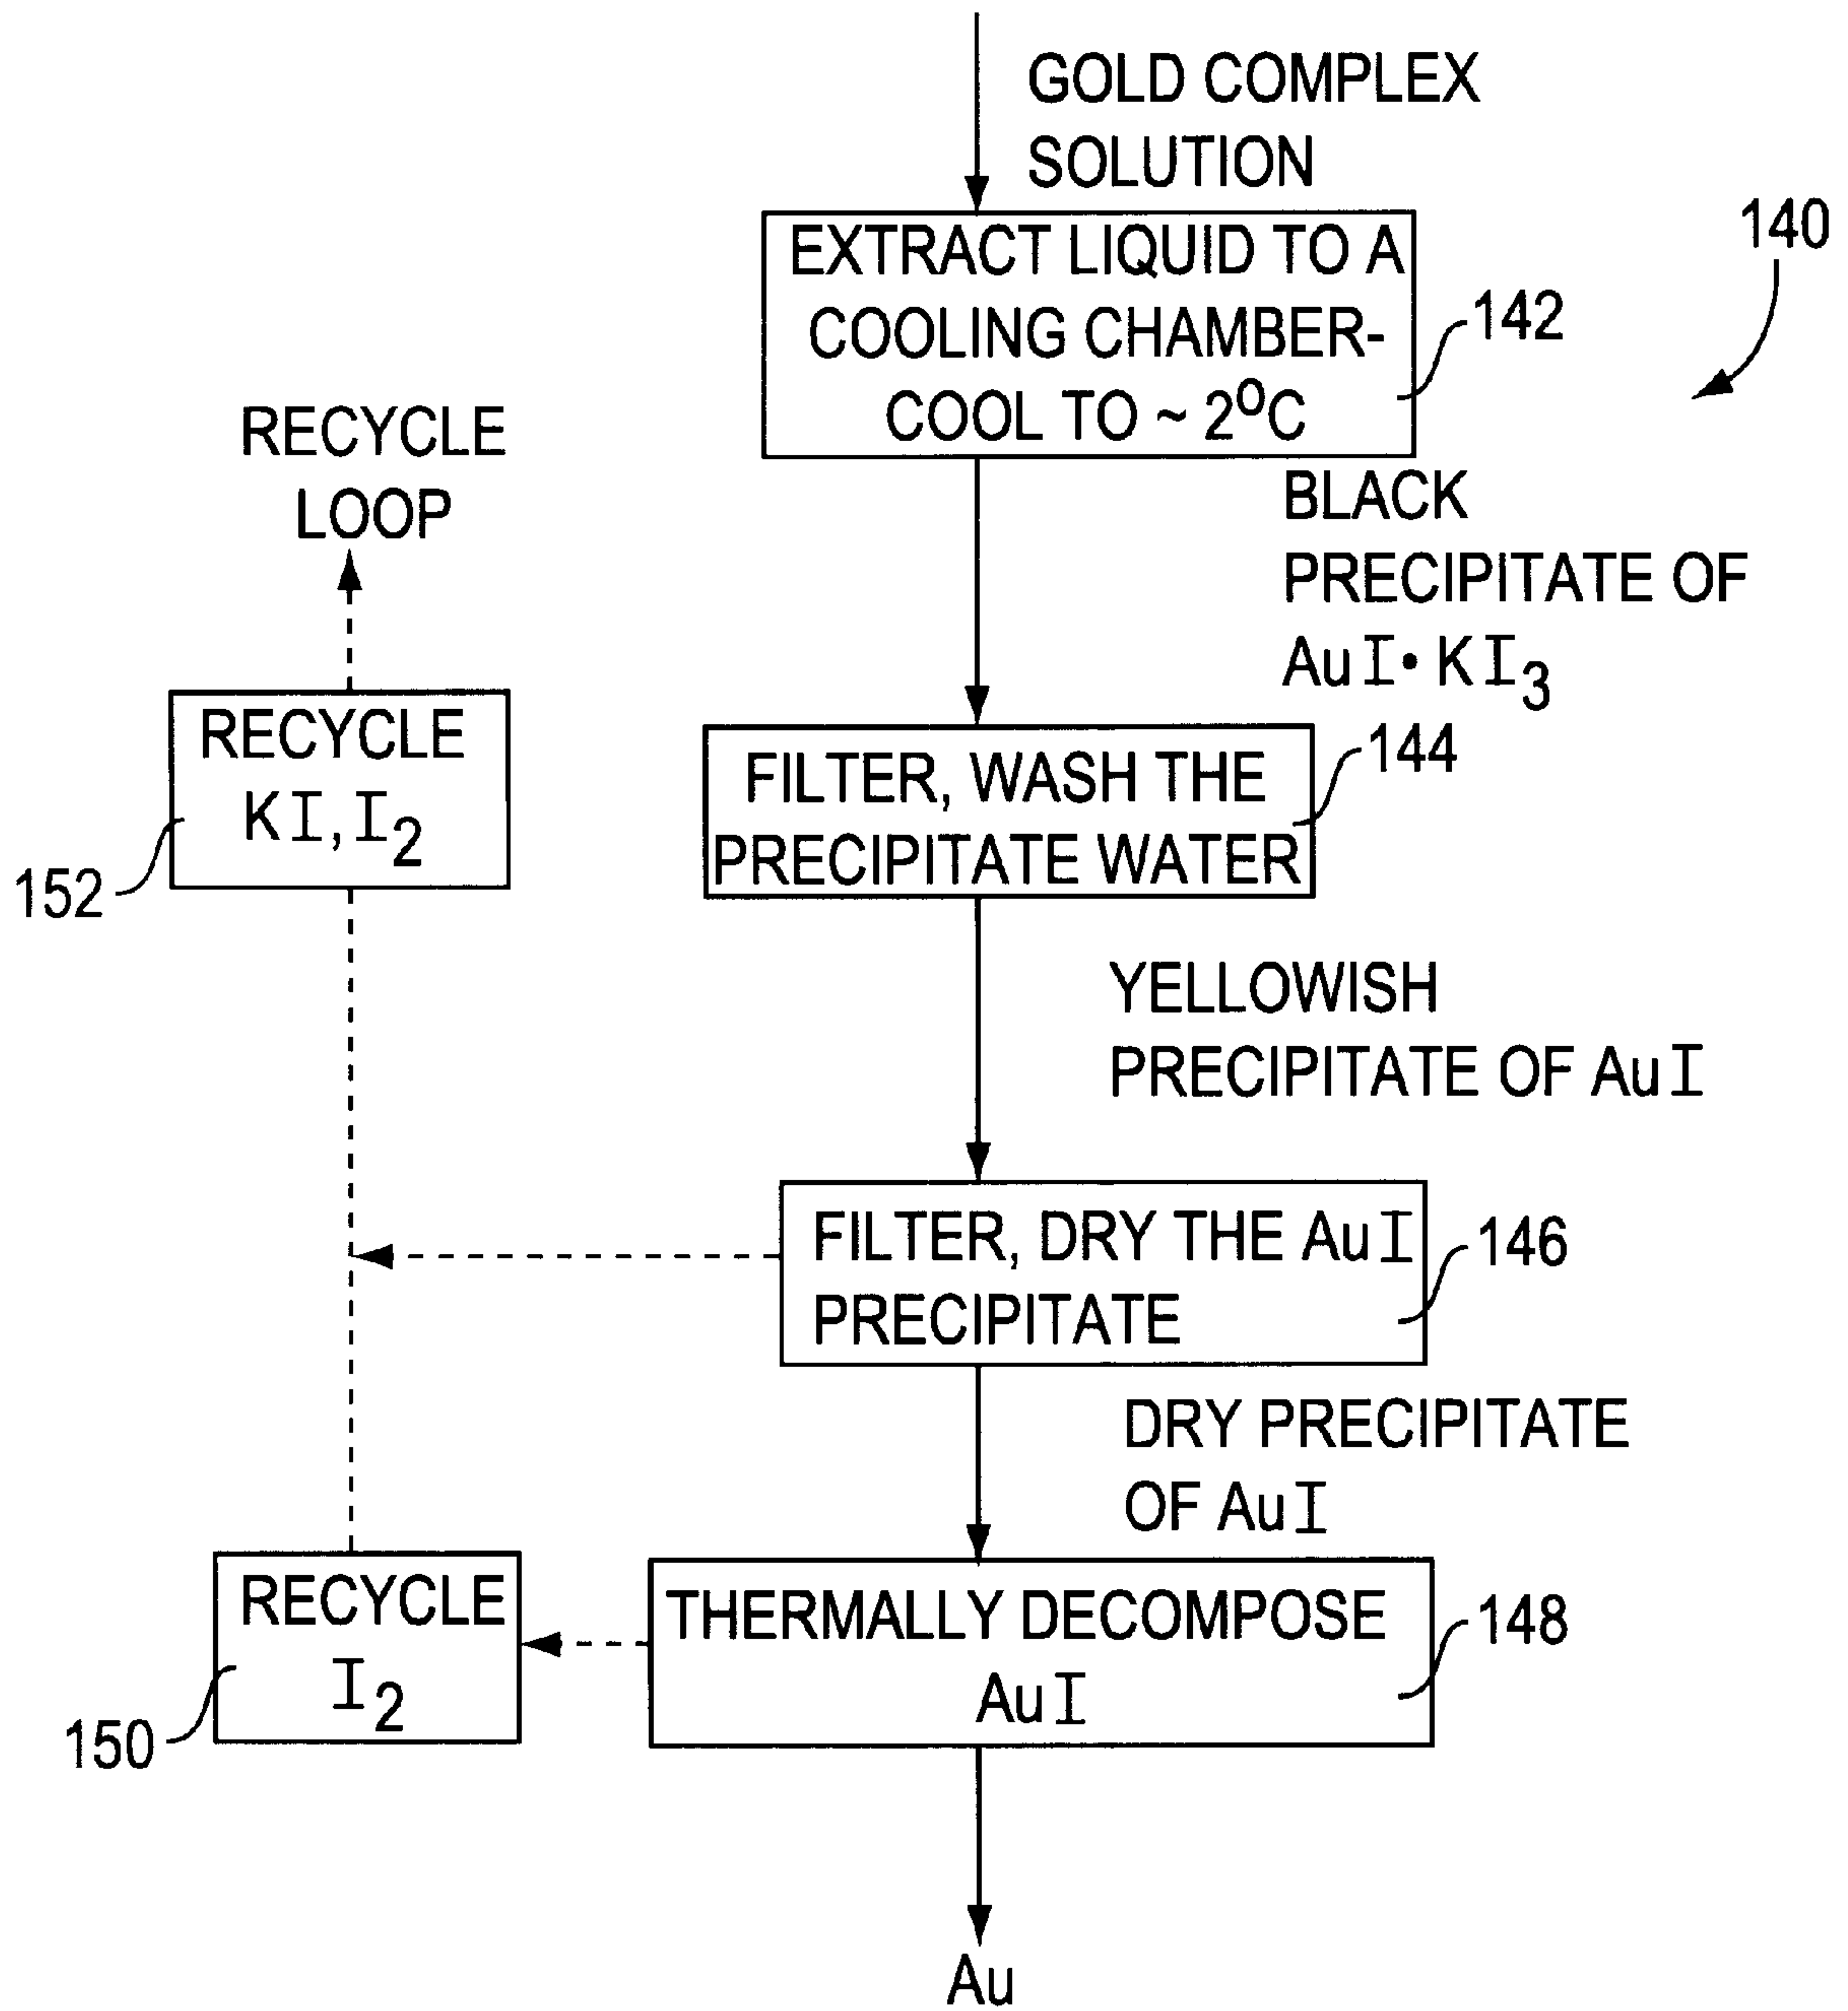 GOLD COMPLEX
SOLUTION
140
EXTRACT LIQUID TO A
COOLING CHAMBER-
COOL TO ~ 2⁰C
142
RECYCLE
LOOP
BLACK
PRECIPITATE OF
AuI• KI₃
RECYCLE
KI, I₂
152
FILTER, WASH THE
PRECIPITATE WATER
144
YELLOWISH
PRECIPITATE OF AuI
FILTER, DRY THE AuI
PRECIPITATE
146
DRY PRECIPITATE
OF AuI
RECYCLE
I₂
150
THERMALLY DECOMPOSE
AuI
148
Au